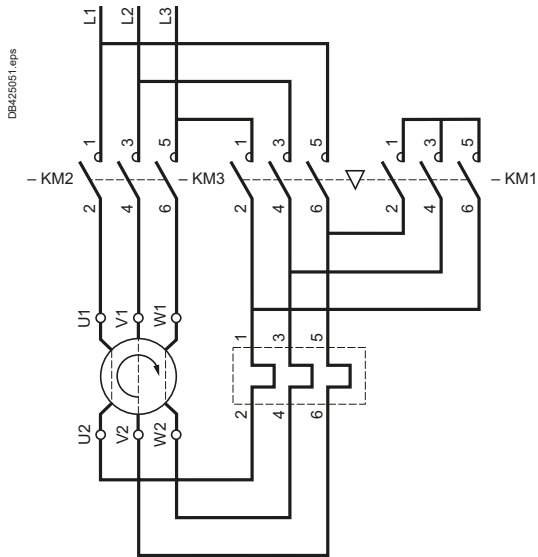 L1 L2 L3
DB425051.eps
1 3 5 1 3 5 1 3 5
– KM2 – KM3 – KM1
2 4 6 2 4 6 2 4 6
U1 V1 W1
1 3 5
2 4 6
U2 V2 W2